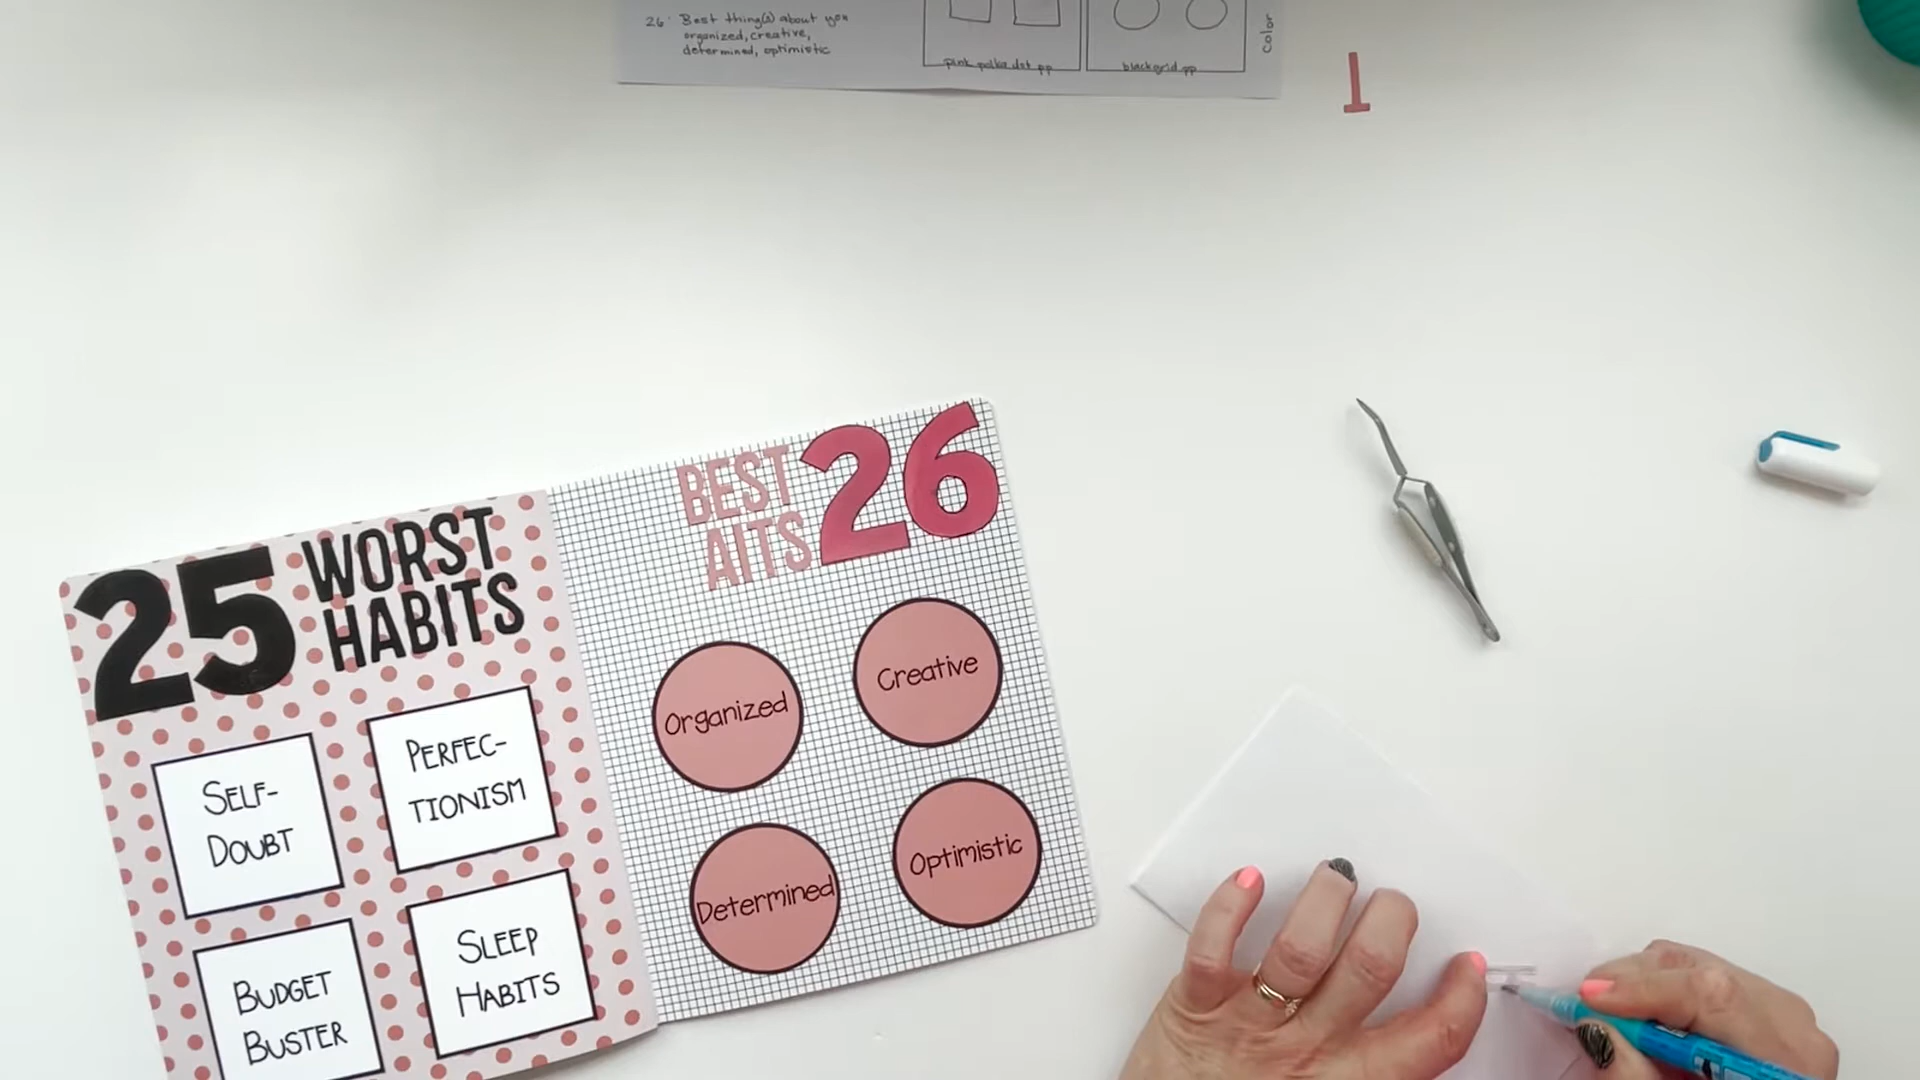 26 Best thing(s) about you
organized, creative,
determined, optimistic
pink polka dot pp
black grid pp
color
1
25 WORST
HABITS
SELF-
DOUBT
PERFEC-
TIONISM
BUDGET
BUSTER
SLEEP
HABITS
BEST 26
AITS
Organized
Creative
Determined
Optimistic